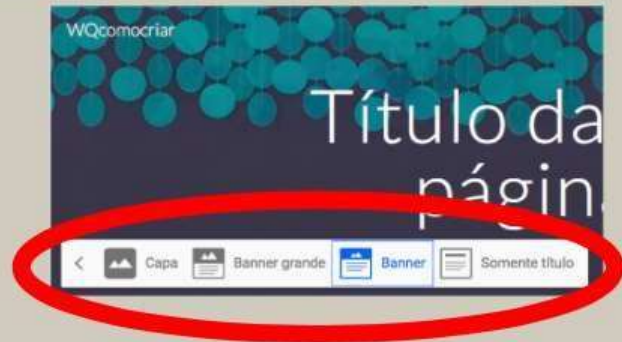 WQcomocriar
Título da
págin
Capa Banner grande Banner Somente título